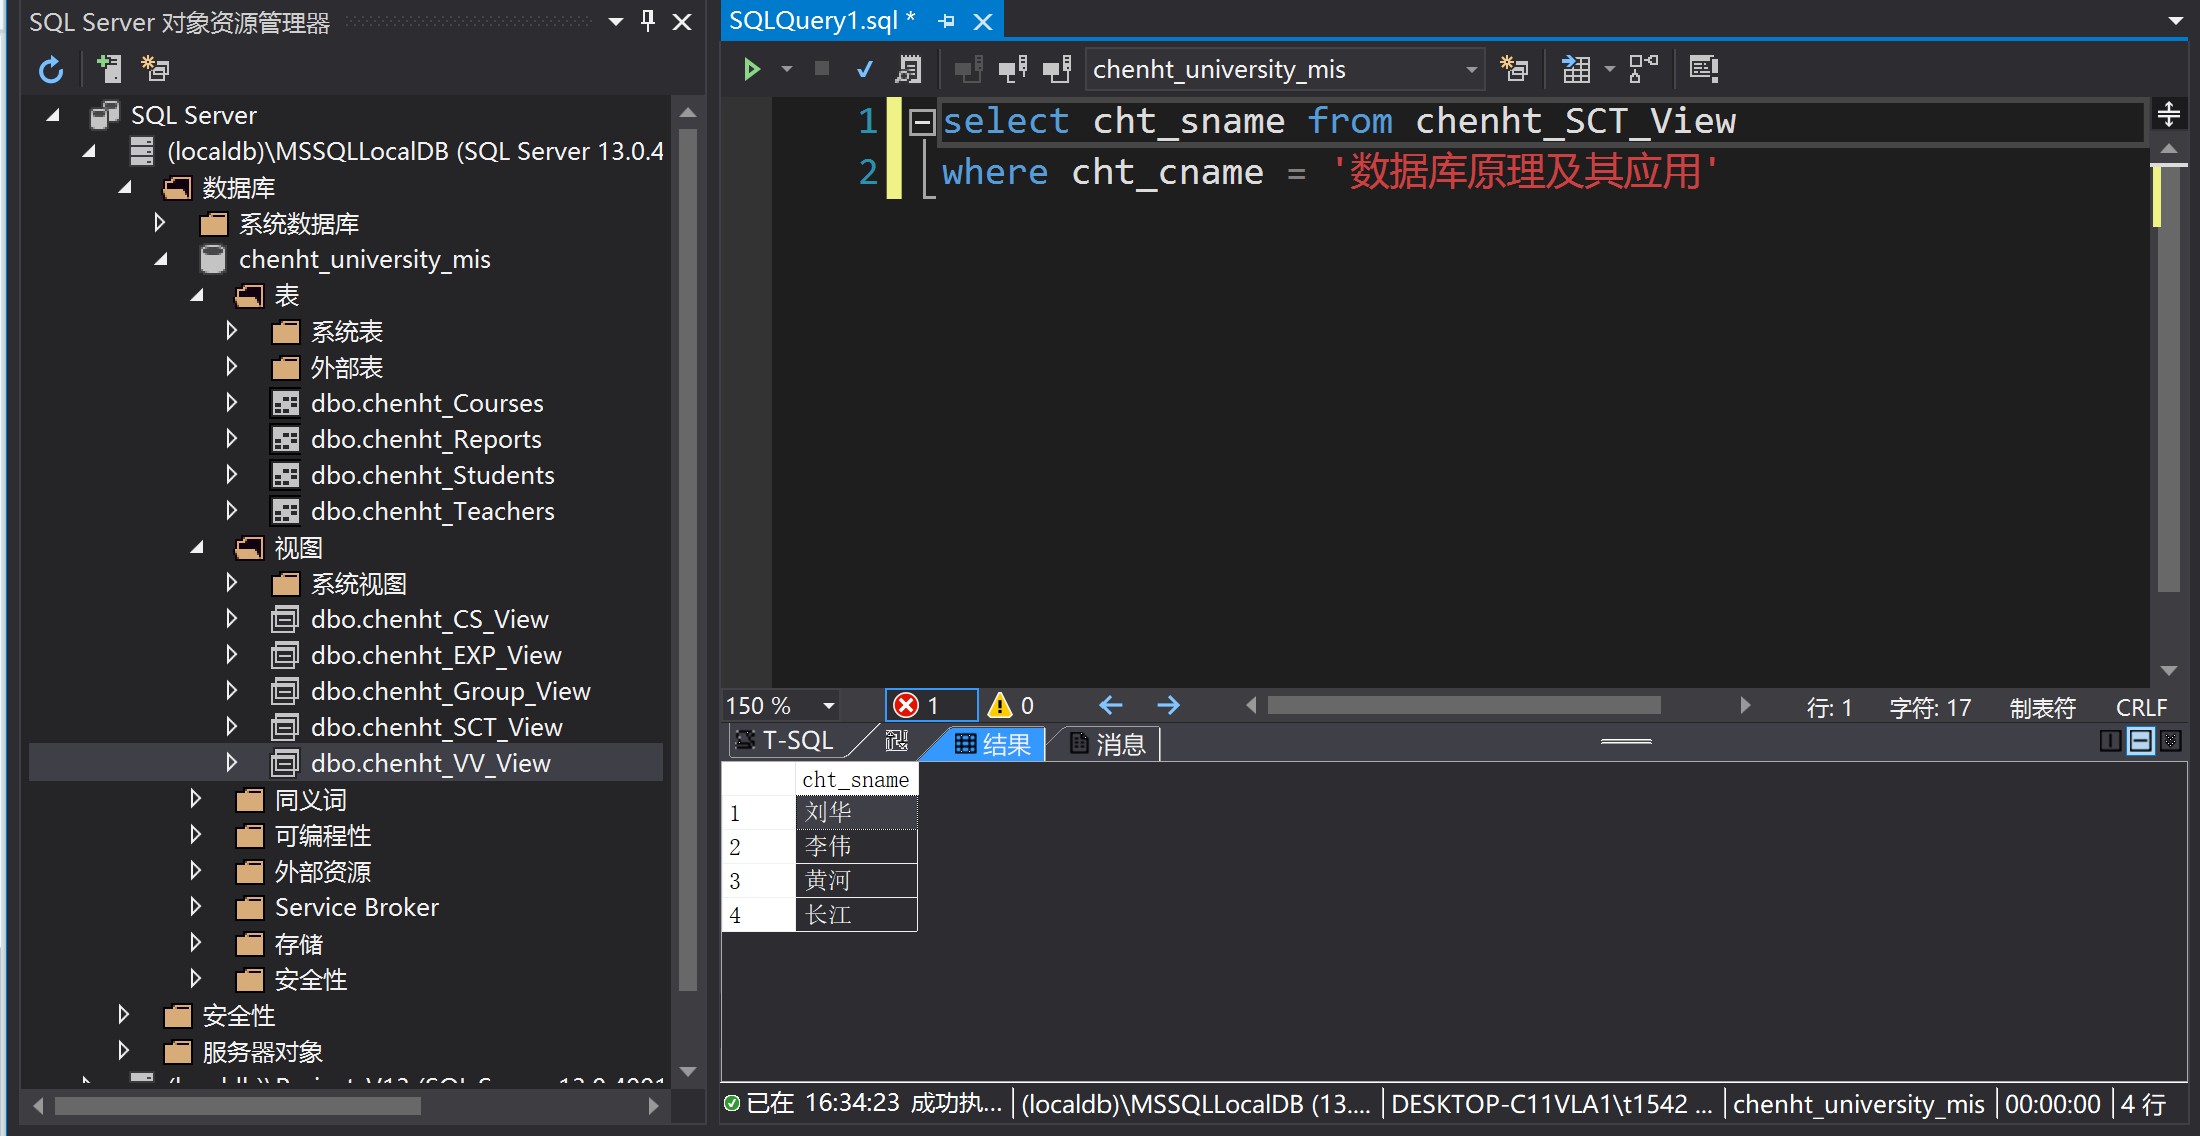 SQL Server 对象资源管理器
SQL Server
(localdb)\MSSQLLocalDB (SQL Server 13.0.4
数据库
系统数据库
chenht_university_mis
表
系统表
外部表
dbo.chenht_Courses
dbo.chenht_Reports
dbo.chenht_Students
dbo.chenht_Teachers
视图
系统视图
dbo.chenht_CS_View
dbo.chenht_EXP_View
dbo.chenht_Group_View
dbo.chenht_SCT_View
dbo.chenht_VV_View
同义词
可编程性
外部资源
Service Broker
存储
安全性
安全性
服务器对象
SQLQuery1.sql *
chenht_university_mis
1 select cht_sname from chenht_SCT_View
2 where cht_cname = '数据库原理及其应用'
150 % 1 0 行: 1 字符: 17 制表符 CRLF
T-SQL 结果 消息
cht_sname
1 刘华
2 李伟
3 黄河
4 长江
已在 16:34:23 成功执... (localdb)\MSSQLLocalDB (13.... DESKTOP-C11VLA1\t1542 ... chenht_university_mis 00:00:00 4 行